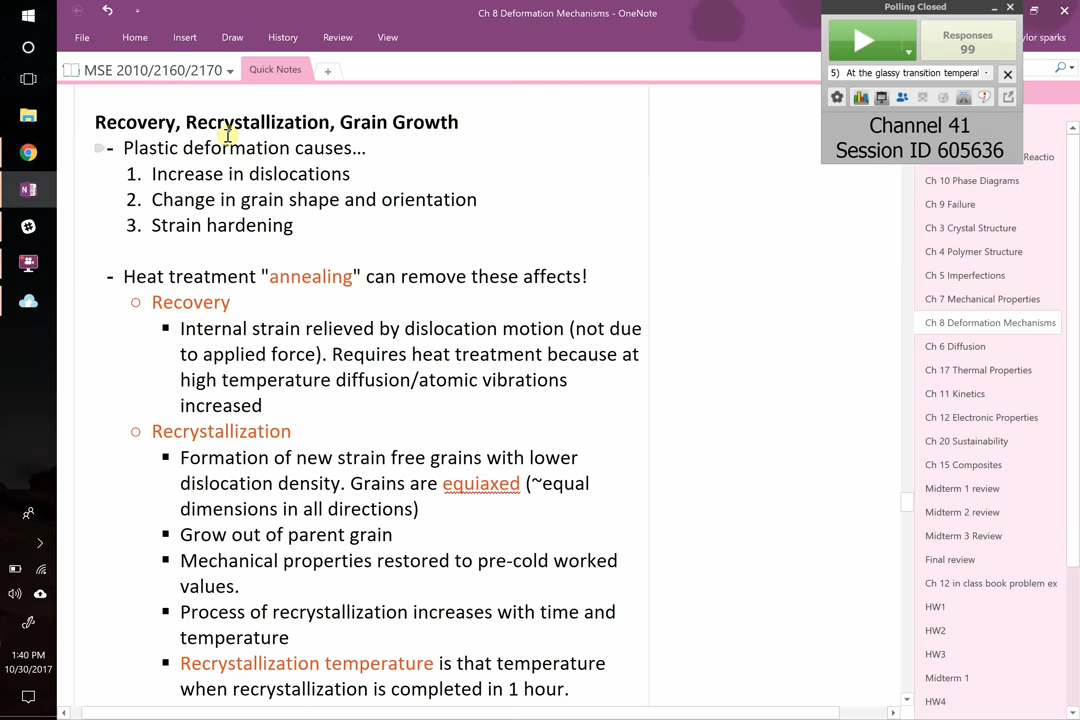 Ch 8 Deformation Mechanisms - OneNote
Polling Closed
File Home Insert Draw History Review View
Responses
99
ylor sparks
MSE 2010/2160/2170
Quick Notes
5) At the glassy transition temperat
Channel 41
Session ID 605636
Recovery, Recrystallization, Grain Growth
- Plastic deformation causes...
1. Increase in dislocations
2. Change in grain shape and orientation
3. Strain hardening
- Heat treatment "annealing" can remove these affects!
Recovery
Internal strain relieved by dislocation motion (not due
to applied force). Requires heat treatment because at
high temperature diffusion/atomic vibrations
increased
Recrystallization
Formation of new strain free grains with lower
dislocation density. Grains are equiaxed (~equal
dimensions in all directions)
Grow out of parent grain
Mechanical properties restored to pre-cold worked
values.
Process of recrystallization increases with time and
temperature
Recrystallization temperature is that temperature
when recrystallization is completed in 1 hour.
Reactio
Ch 10 Phase Diagrams
Ch 9 Failure
Ch 3 Crystal Structure
Ch 4 Polymer Structure
Ch 5 Imperfections
Ch 7 Mechanical Properties
Ch 8 Deformation Mechanisms
Ch 6 Diffusion
Ch 17 Thermal Properties
Ch 11 Kinetics
Ch 12 Electronic Properties
Ch 20 Sustainability
Ch 15 Composites
Midterm 1 review
Midterm 2 review
Midterm 3 Review
Final review
Ch 12 in class book problem ex
HW1
HW2
HW3
Midterm 1
HW4
1:40 PM
10/30/2017